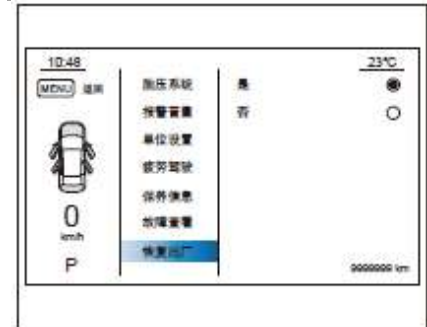 10:48
23°C
MENU 返回
胎压系统
报警音量
单位设置
疲劳驾驶
保养信息
故障查看
恢复出厂
是
否
0
km/h
P
9999999 km